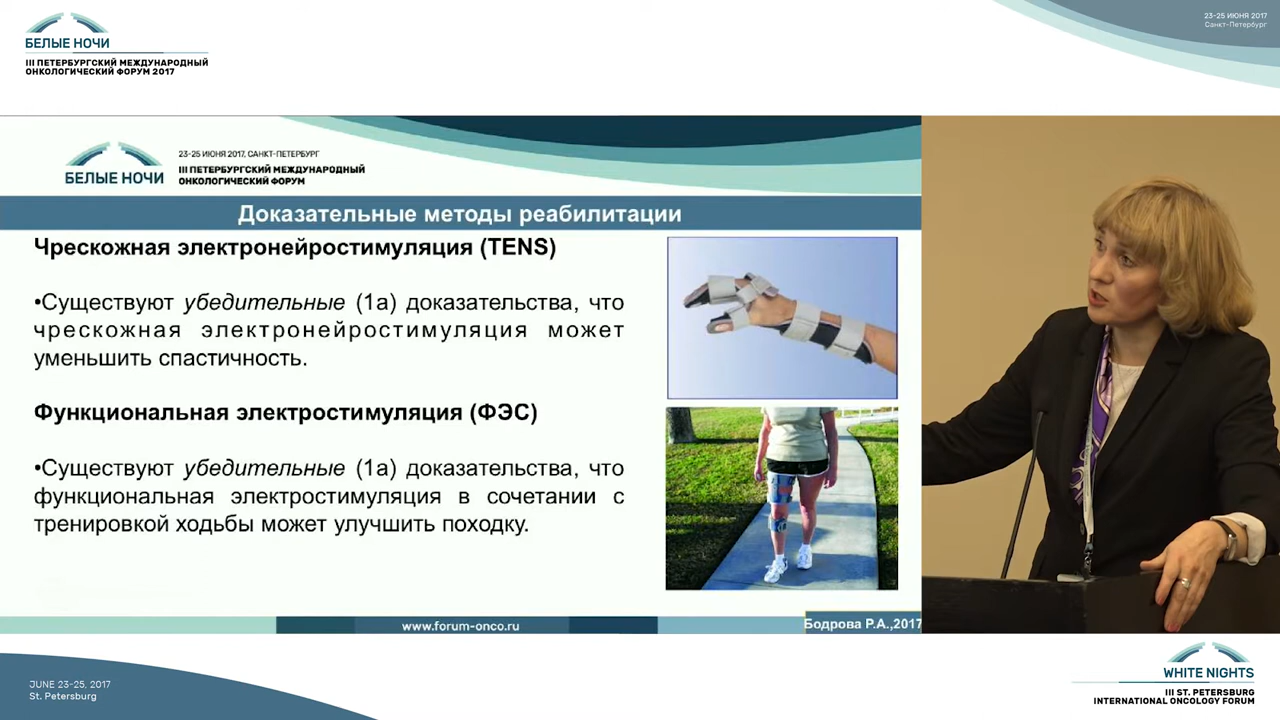 БЕЛЫЕ НОЧИ
III ПЕТЕРБУРГСКИЙ МЕЖДУНАРОДНЫЙ
ОНКОЛОГИЧЕСКИЙ ФОРУМ 2017
23-25 ИЮНЯ 2017
Санкт-Петербург
БЕЛЫЕ НОЧИ
23-25 ИЮНЯ 2017, САНКТ-ПЕТЕРБУРГ
III ПЕТЕРБУРГСКИЙ МЕЖДУНАРОДНЫЙ
ОНКОЛОГИЧЕСКИЙ ФОРУМ
Доказательные методы реабилитации
Чрескожная электронейростимуляция (TENS)
•Существуют убедительные (1а) доказательства, что
чрескожная электронейростимуляция может
уменьшить спастичность.
Функциональная электростимуляция (ФЭС)
•Существуют убедительные (1а) доказательства, что
функциональная электростимуляция в сочетании с
тренировкой ходьбы может улучшить походку.
www.forum-onco.ru
Бодрова Р.А.,2017
JUNE 23-25, 2017
St. Petersburg
WHITE NIGHTS
III ST. PETERSBURG
INTERNATIONAL ONCOLOGY FORUM